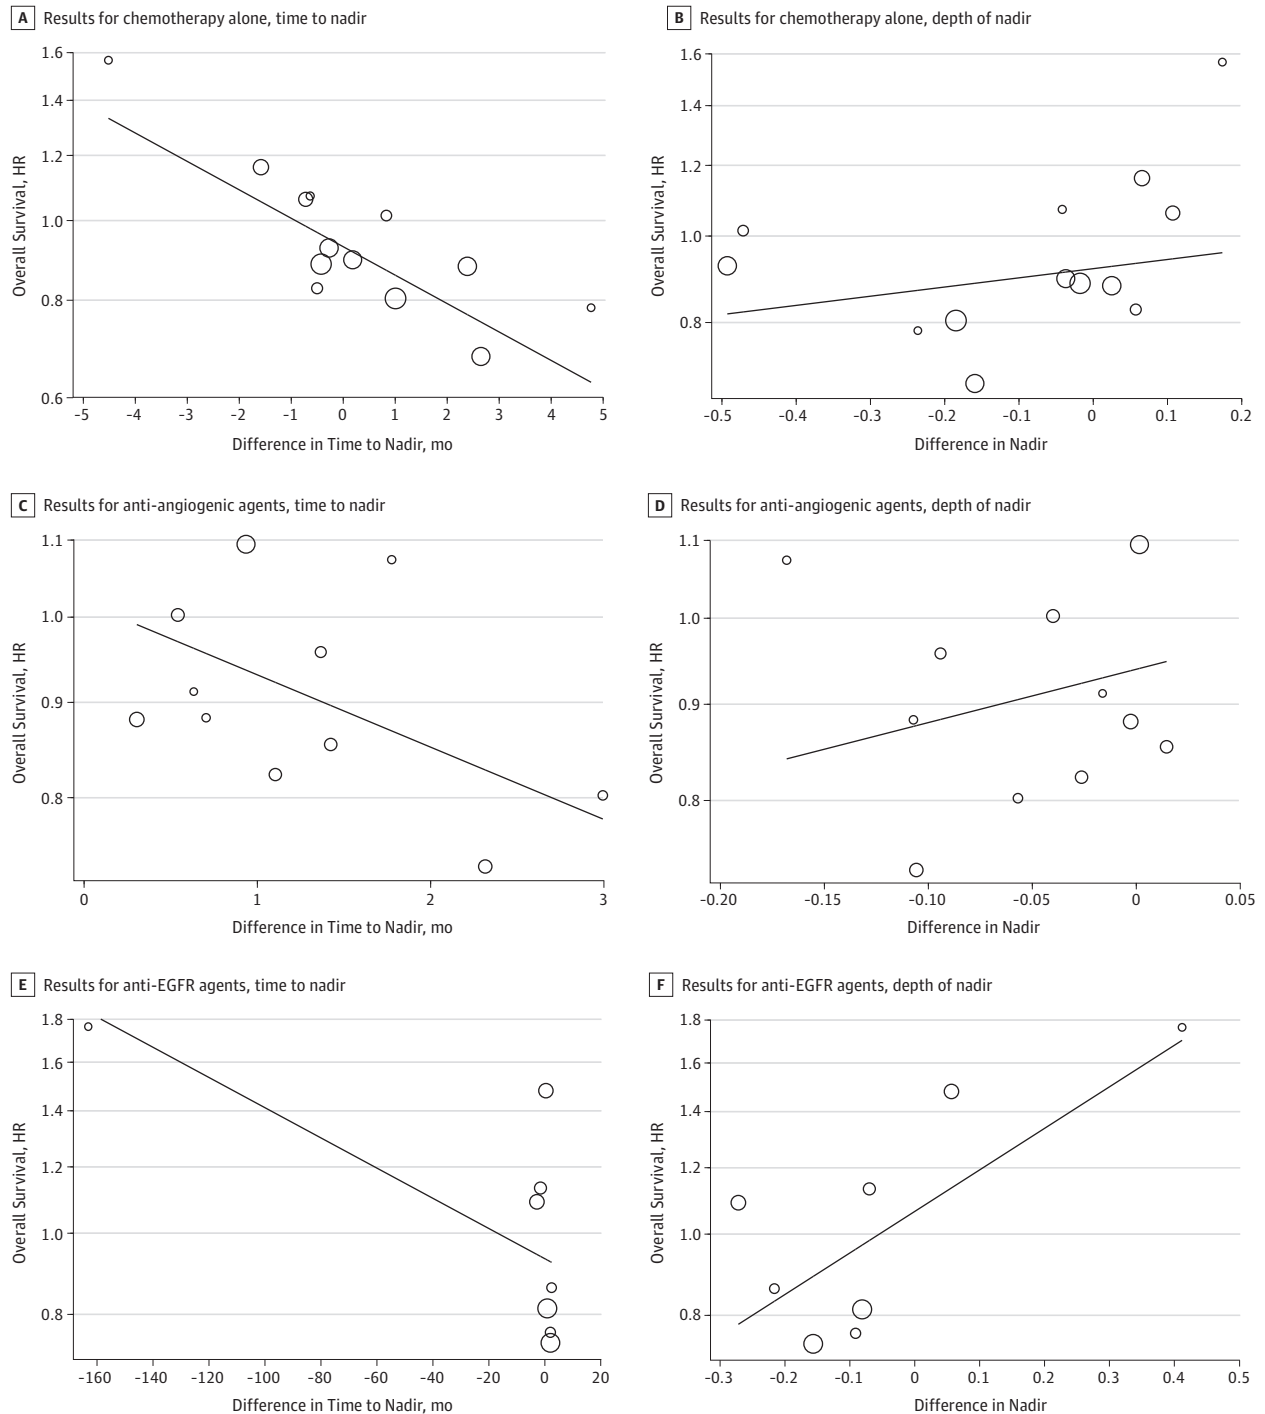 A Results for chemotherapy alone, time to nadir
Overall Survival, HR
1.6
1.4
1.2
1.0
0.8
0.6
-5 -4 -3 -2 -1 0 1 2 3 4 5
Difference in Time to Nadir, mo
B Results for chemotherapy alone, depth of nadir
Overall Survival, HR
1.6
1.4
1.2
1.0
0.8
-0.5 -0.4 -0.3 -0.2 -0.1 0 0.1 0.2
Difference in Nadir
C Results for anti-angiogenic agents, time to nadir
Overall Survival, HR
1.1
1.0
0.9
0.8
0 1 2 3
Difference in Time to Nadir, mo
D Results for anti-angiogenic agents, depth of nadir
Overall Survival, HR
1.1
1.0
0.9
0.8
-0.20 -0.15 -0.10 -0.05 0 0.05
Difference in Nadir
E Results for anti-EGFR agents, time to nadir
Overall Survival, HR
1.8
1.6
1.4
1.2
1.0
0.8
-160 -140 -120 -100 -80 -60 -40 -20 0 20
Difference in Time to Nadir, mo
F Results for anti-EGFR agents, depth of nadir
Overall Survival, HR
1.8
1.6
1.4
1.2
1.0
0.8
-0.3 -0.2 -0.1 0 0.1 0.2 0.3 0.4 0.5
Difference in Nadir